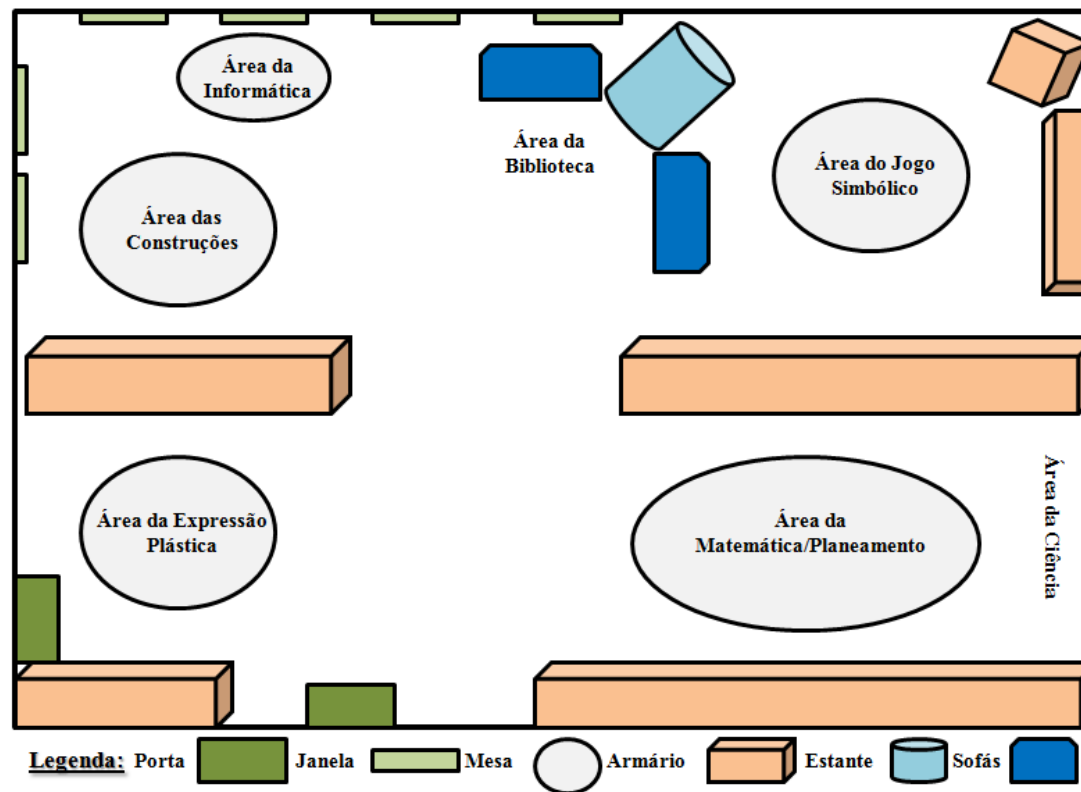 Área da
Informática
Área da
Biblioteca
Área do Jogo
Simbólico
Área das
Construções
Área da Expressão
Plástica
Área da
Matemática/Planeamento
Área da Ciência
Legenda: Porta Janela Mesa Armário Estante Sofás